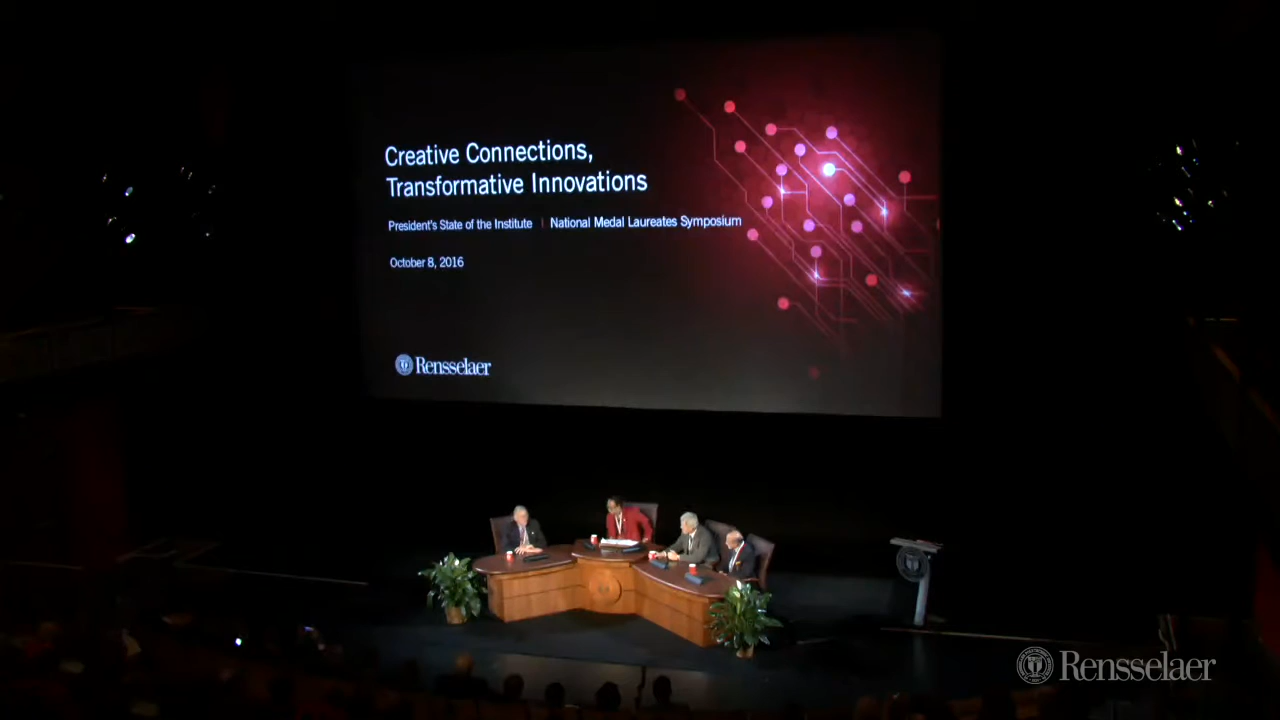 Creative Connections,
Transformative Innovations
President's State of the Institute | National Medal Laureates Symposium
October 8, 2016
Rensselaer
Rensselaer